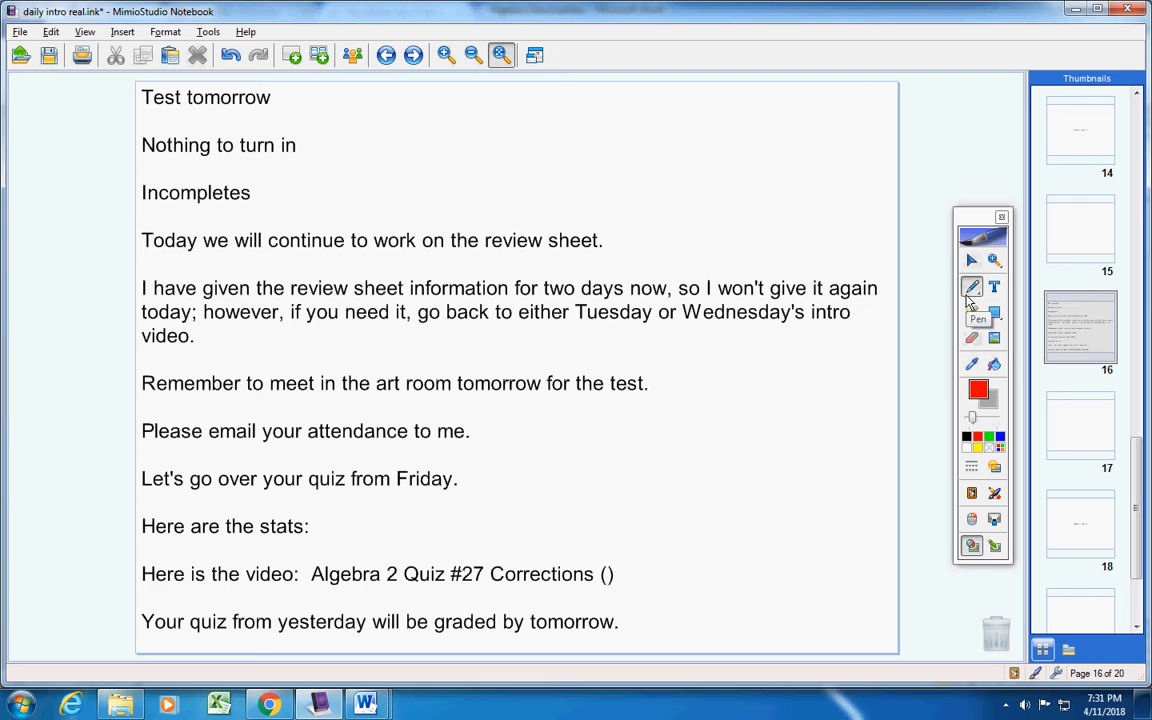 daily intro real.ink* - MimioStudio Notebook
File Edit View Insert Format Tools Help
Test tomorrow
Nothing to turn in
Incompletes
Today we will continue to work on the review sheet.
I have given the review sheet information for two days now, so I won't give it again
today; however, if you need it, go back to either Tuesday or Wednesday's intro
video.
Remember to meet in the art room tomorrow for the test.
Please email your attendance to me.
Let's go over your quiz from Friday.
Here are the stats:
Here is the video: Algebra 2 Quiz #27 Corrections ()
Your quiz from yesterday will be graded by tomorrow.
Pen
Thumbnails
14
15
16
17
18
Page 16 of 20
7:31 PM
4/11/2018